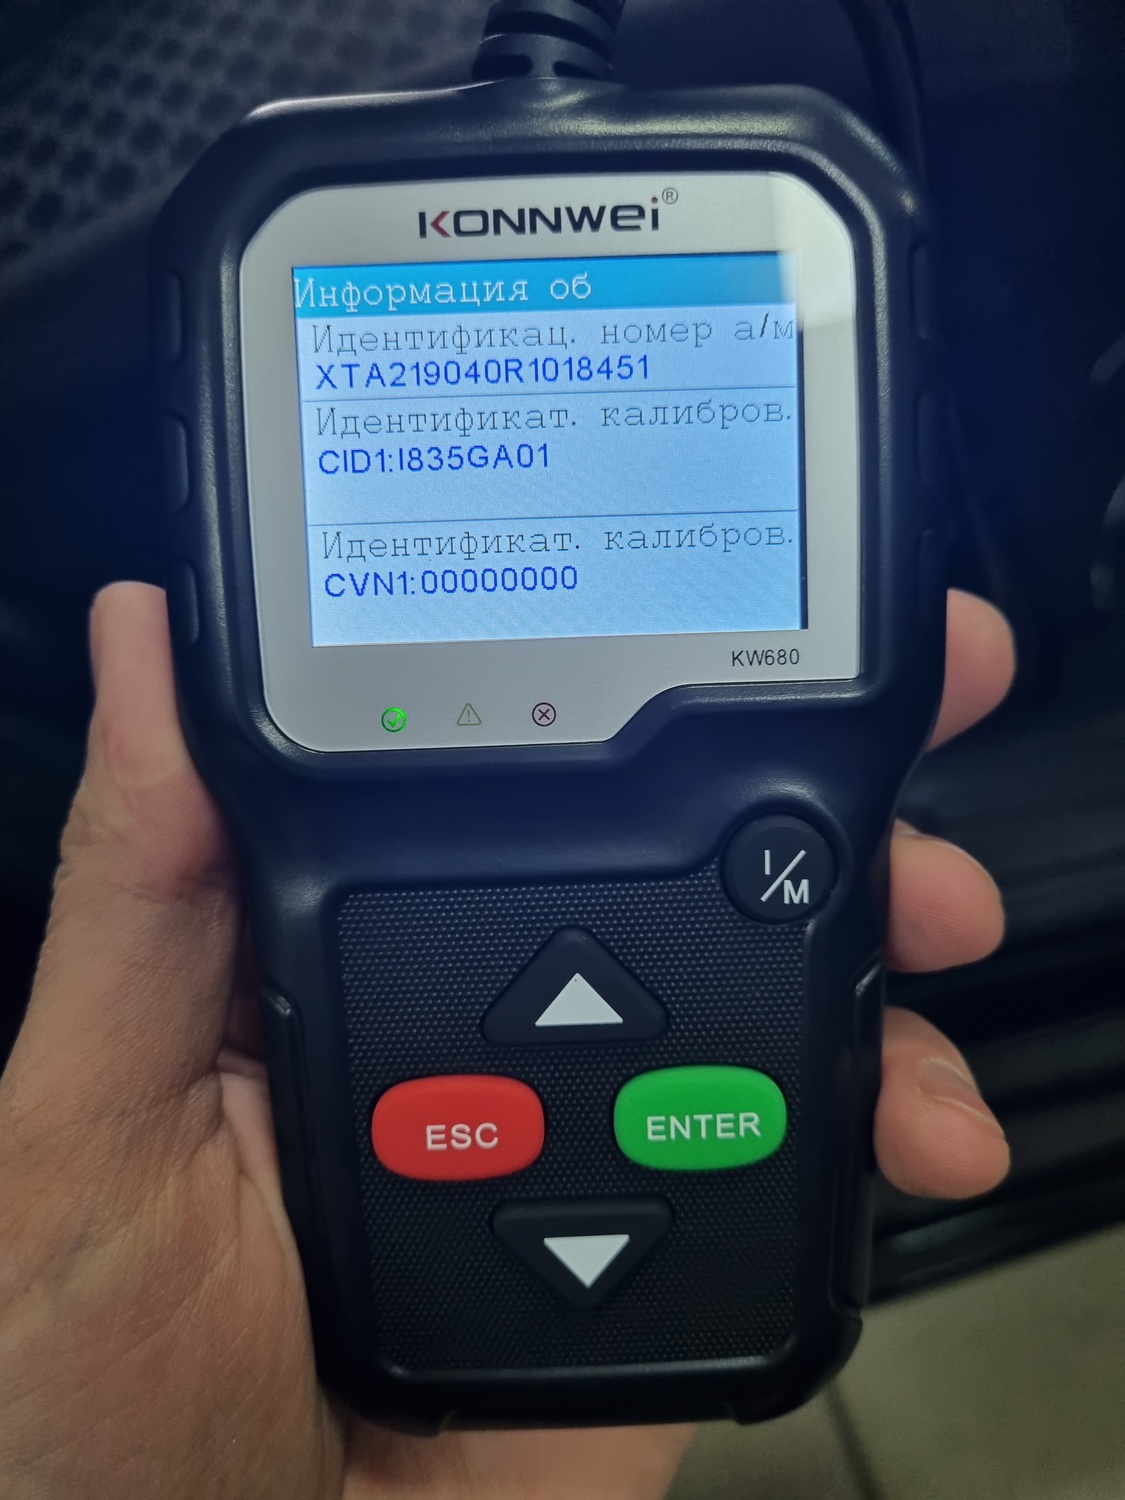 KONNWEI®
Информация об
Идентификац. номер а/м
XTA219040R1018451
Идентификат. калибров.
CID1:I835GA01
Идентификат. калибров.
CVN1:00000000
KW680
I/M
ESC
ENTER